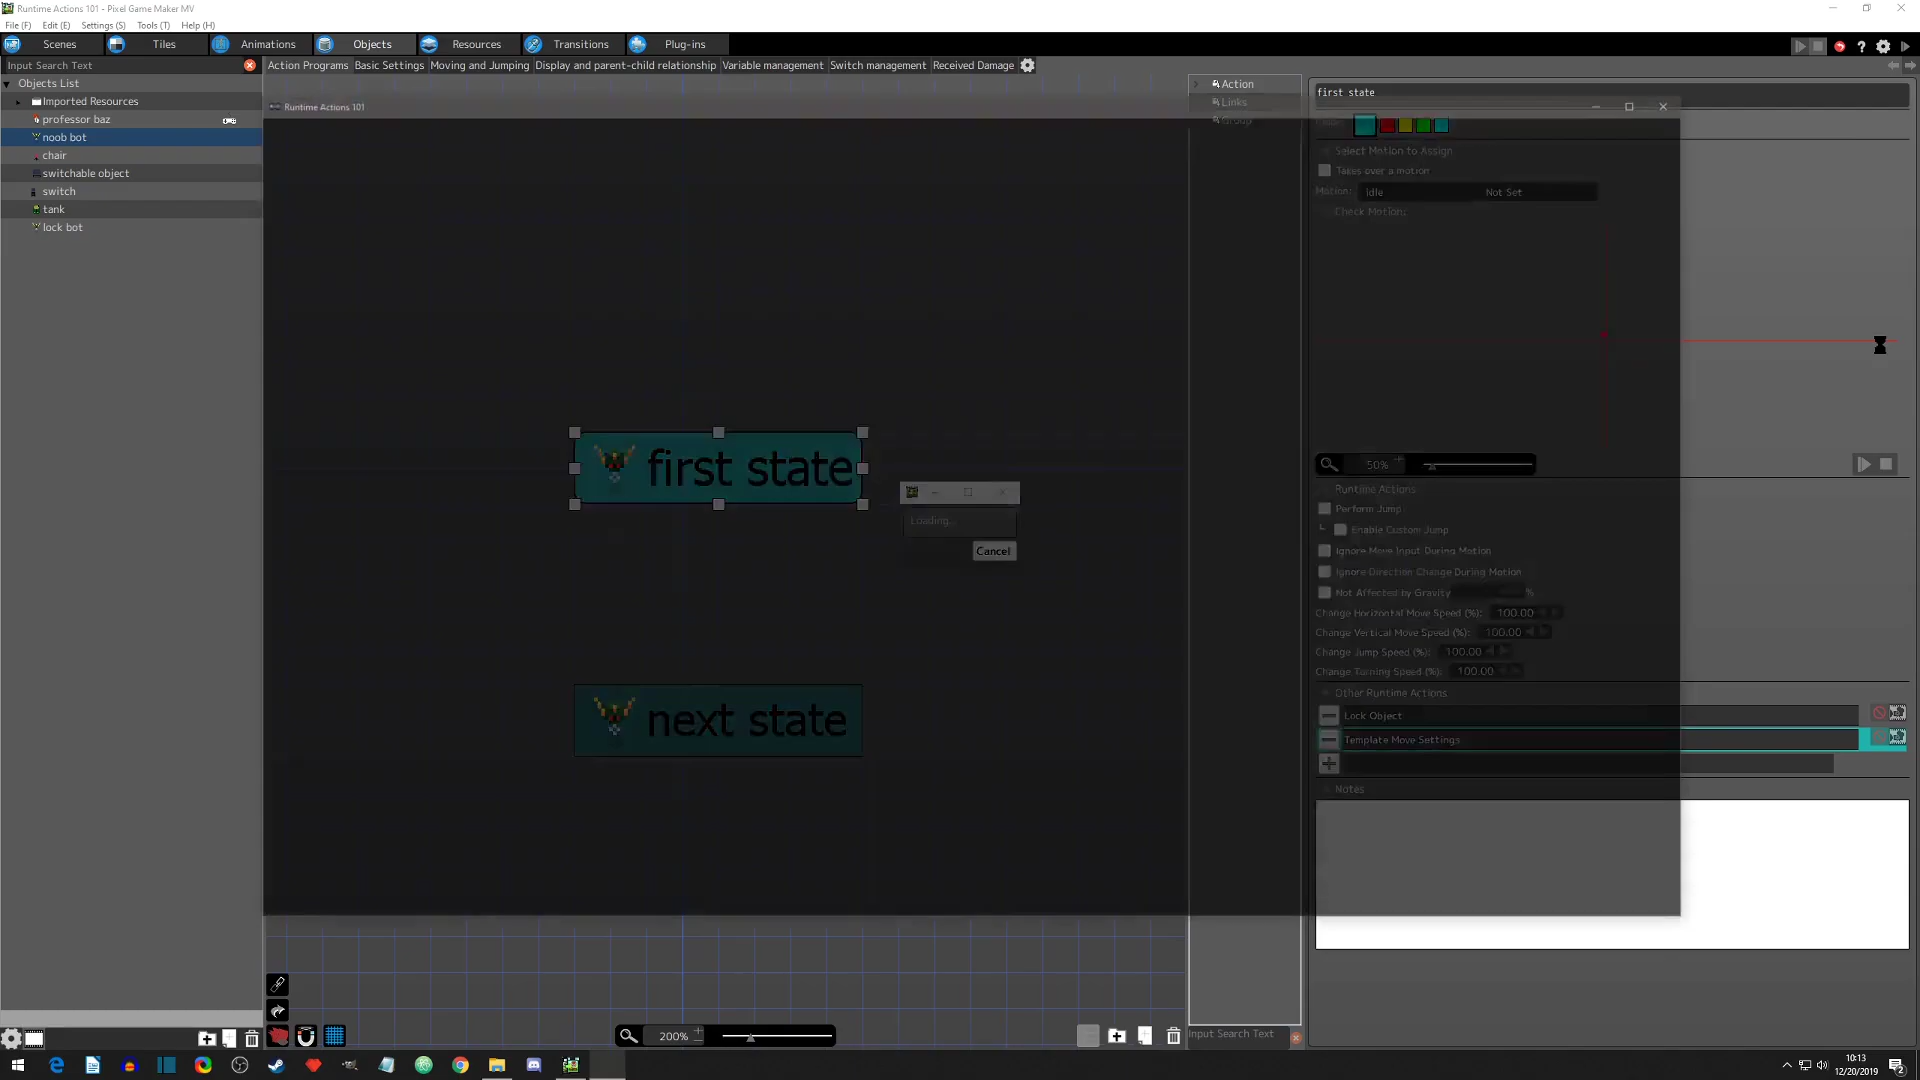 Runtime Actions 101 - Pixel Game Maker MV
File (F) Edit (E) Settings (S) Tools (T) Help (H)
Scenes Tiles Animations Objects Resources Transitions Plug-ins
Input Search Text
Action Programs Basic Settings Moving and Jumping Display and parent-child relationship Variable management Switch management Received Damage
Objects List
Imported Resources
professor baz
noob bot
chair
switchable object
switch
tank
lock bot
Runtime Actions 101
first state
next state
Loading...
Cancel
200%
Action
Links
Group
Input Search Text
first state
Select Motion to Assign
Takes over a motion
Motion: idle Not Set
Check Motion:
50%
Runtime Actions
Perform Jump
Enable Custom Jump
Ignore Move Input During Motion
Ignore Direction Change During Motion
Not Affected by Gravity %
Change Horizontal Move Speed (%): 100.00
Change Vertical Move Speed (%): 100.00
Change Jump Speed (%): 100.00
Change Turning Speed (%): 100.00
Other Runtime Actions
Lock Object
Template Move Settings
Notes
10:13
12/20/2019
2